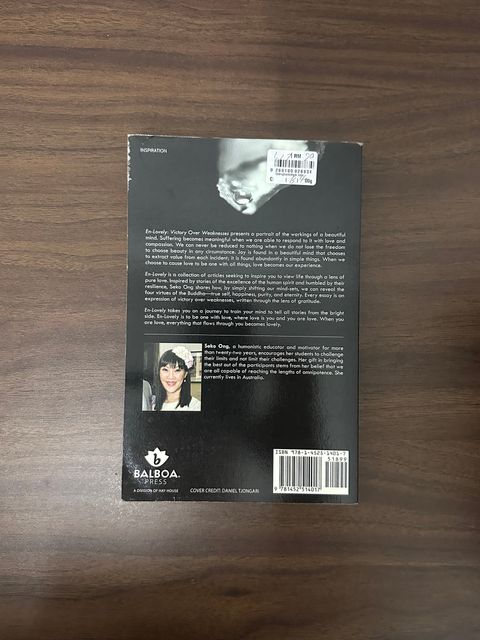 INSPIRATION
RM
9 789180 928934
En-Lovely: Victory Over Weaknesses presents a portrait of the workings of a beautiful
mind. Suffering becomes meaningful when we are able to respond to it with love and
compassion. We can never be reduced to nothing when we do not lose the freedom
to choose beauty in any circumstance. Joy is found in a beautiful mind that chooses
to extract value from each incident; it is found abundantly in simple things. When we
choose to cause love to be one with all things, love becomes our experience.
En-Lovely is a collection of articles seeking to inspire you to view life through a lens of
pure love. Inspired by stories of the excellence of the human spirit and humbled by their
resilience, Seko Ong shares how, by simply shifting our mind-sets, we can reveal the
four virtues of the Buddha—true self, happiness, purity, and eternity. Every essay is an
expression of victory over weaknesses, written through the lens of gratitude.
En-Lovely takes you on a journey to train your mind to tell all stories from the bright
side. En-Lovely is to be one with love, where love is you and you are love. When you
are love, everything that flows through you becomes lovely.
Seko Ong, a humanistic educator and motivator for more
than twenty-two years, encourages her students to challenge
their limits and not limit their challenges. Her gift in bringing
the best out of the participants stems from her belief that we
are all capable of reaching the lengths of omnipotence. She
currently lives in Australia.
b
BALBOA.
PRESS
A DIVISION OF HAY HOUSE
COVER CREDIT: DANIEL TJONGARI
ISBN 978-1-4525-1401-7
51899
9 781452 514017